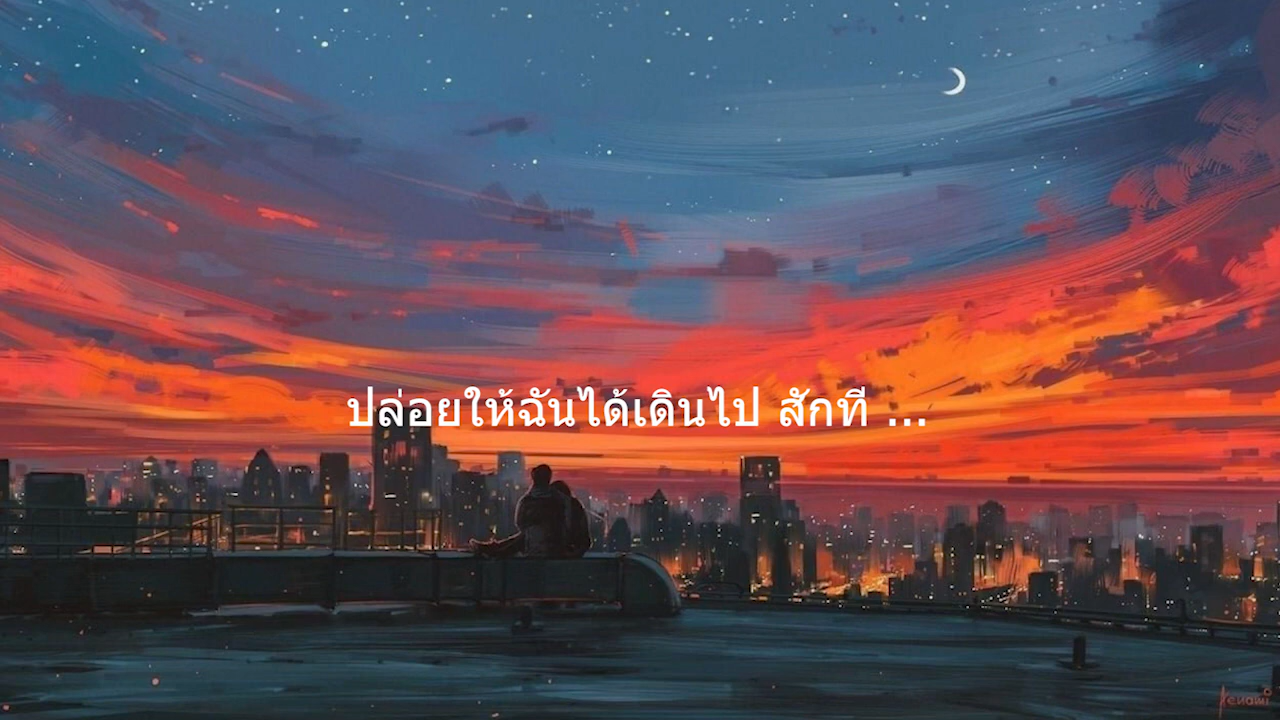 ปล่อยให้ฉันได้เดินไป สักที ...